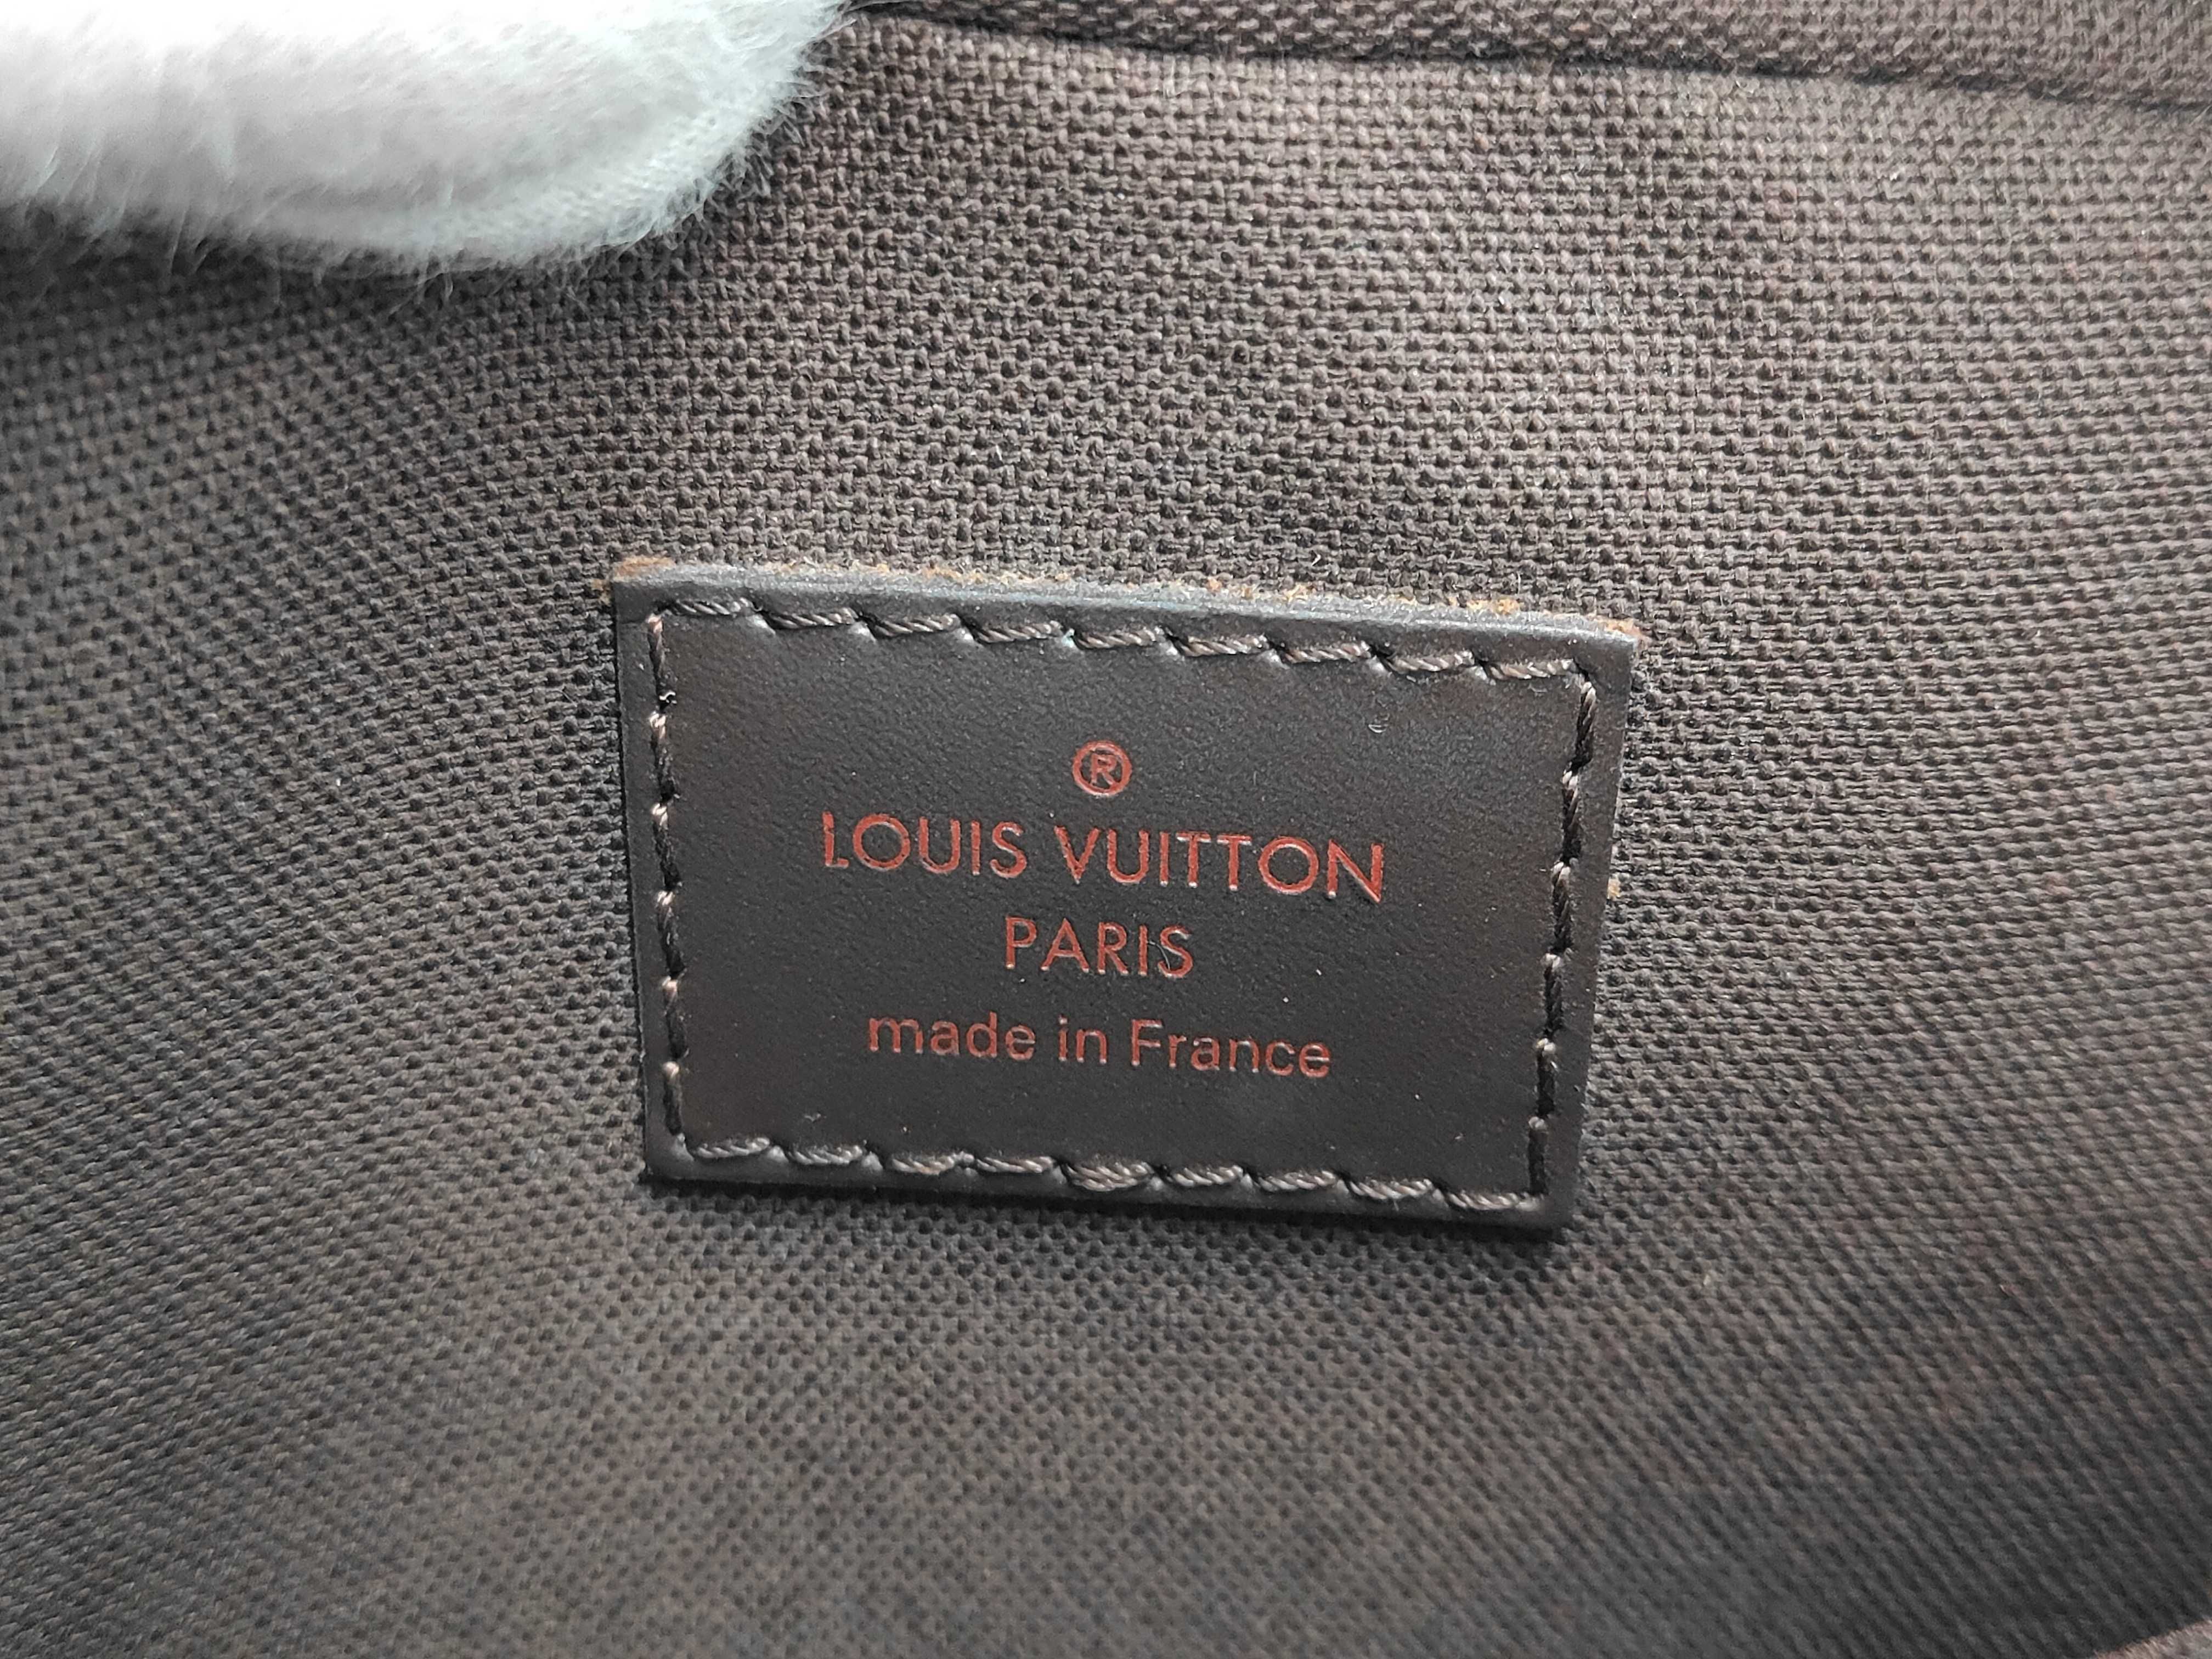 ®
LOUIS VUITTON
PARIS
made in France